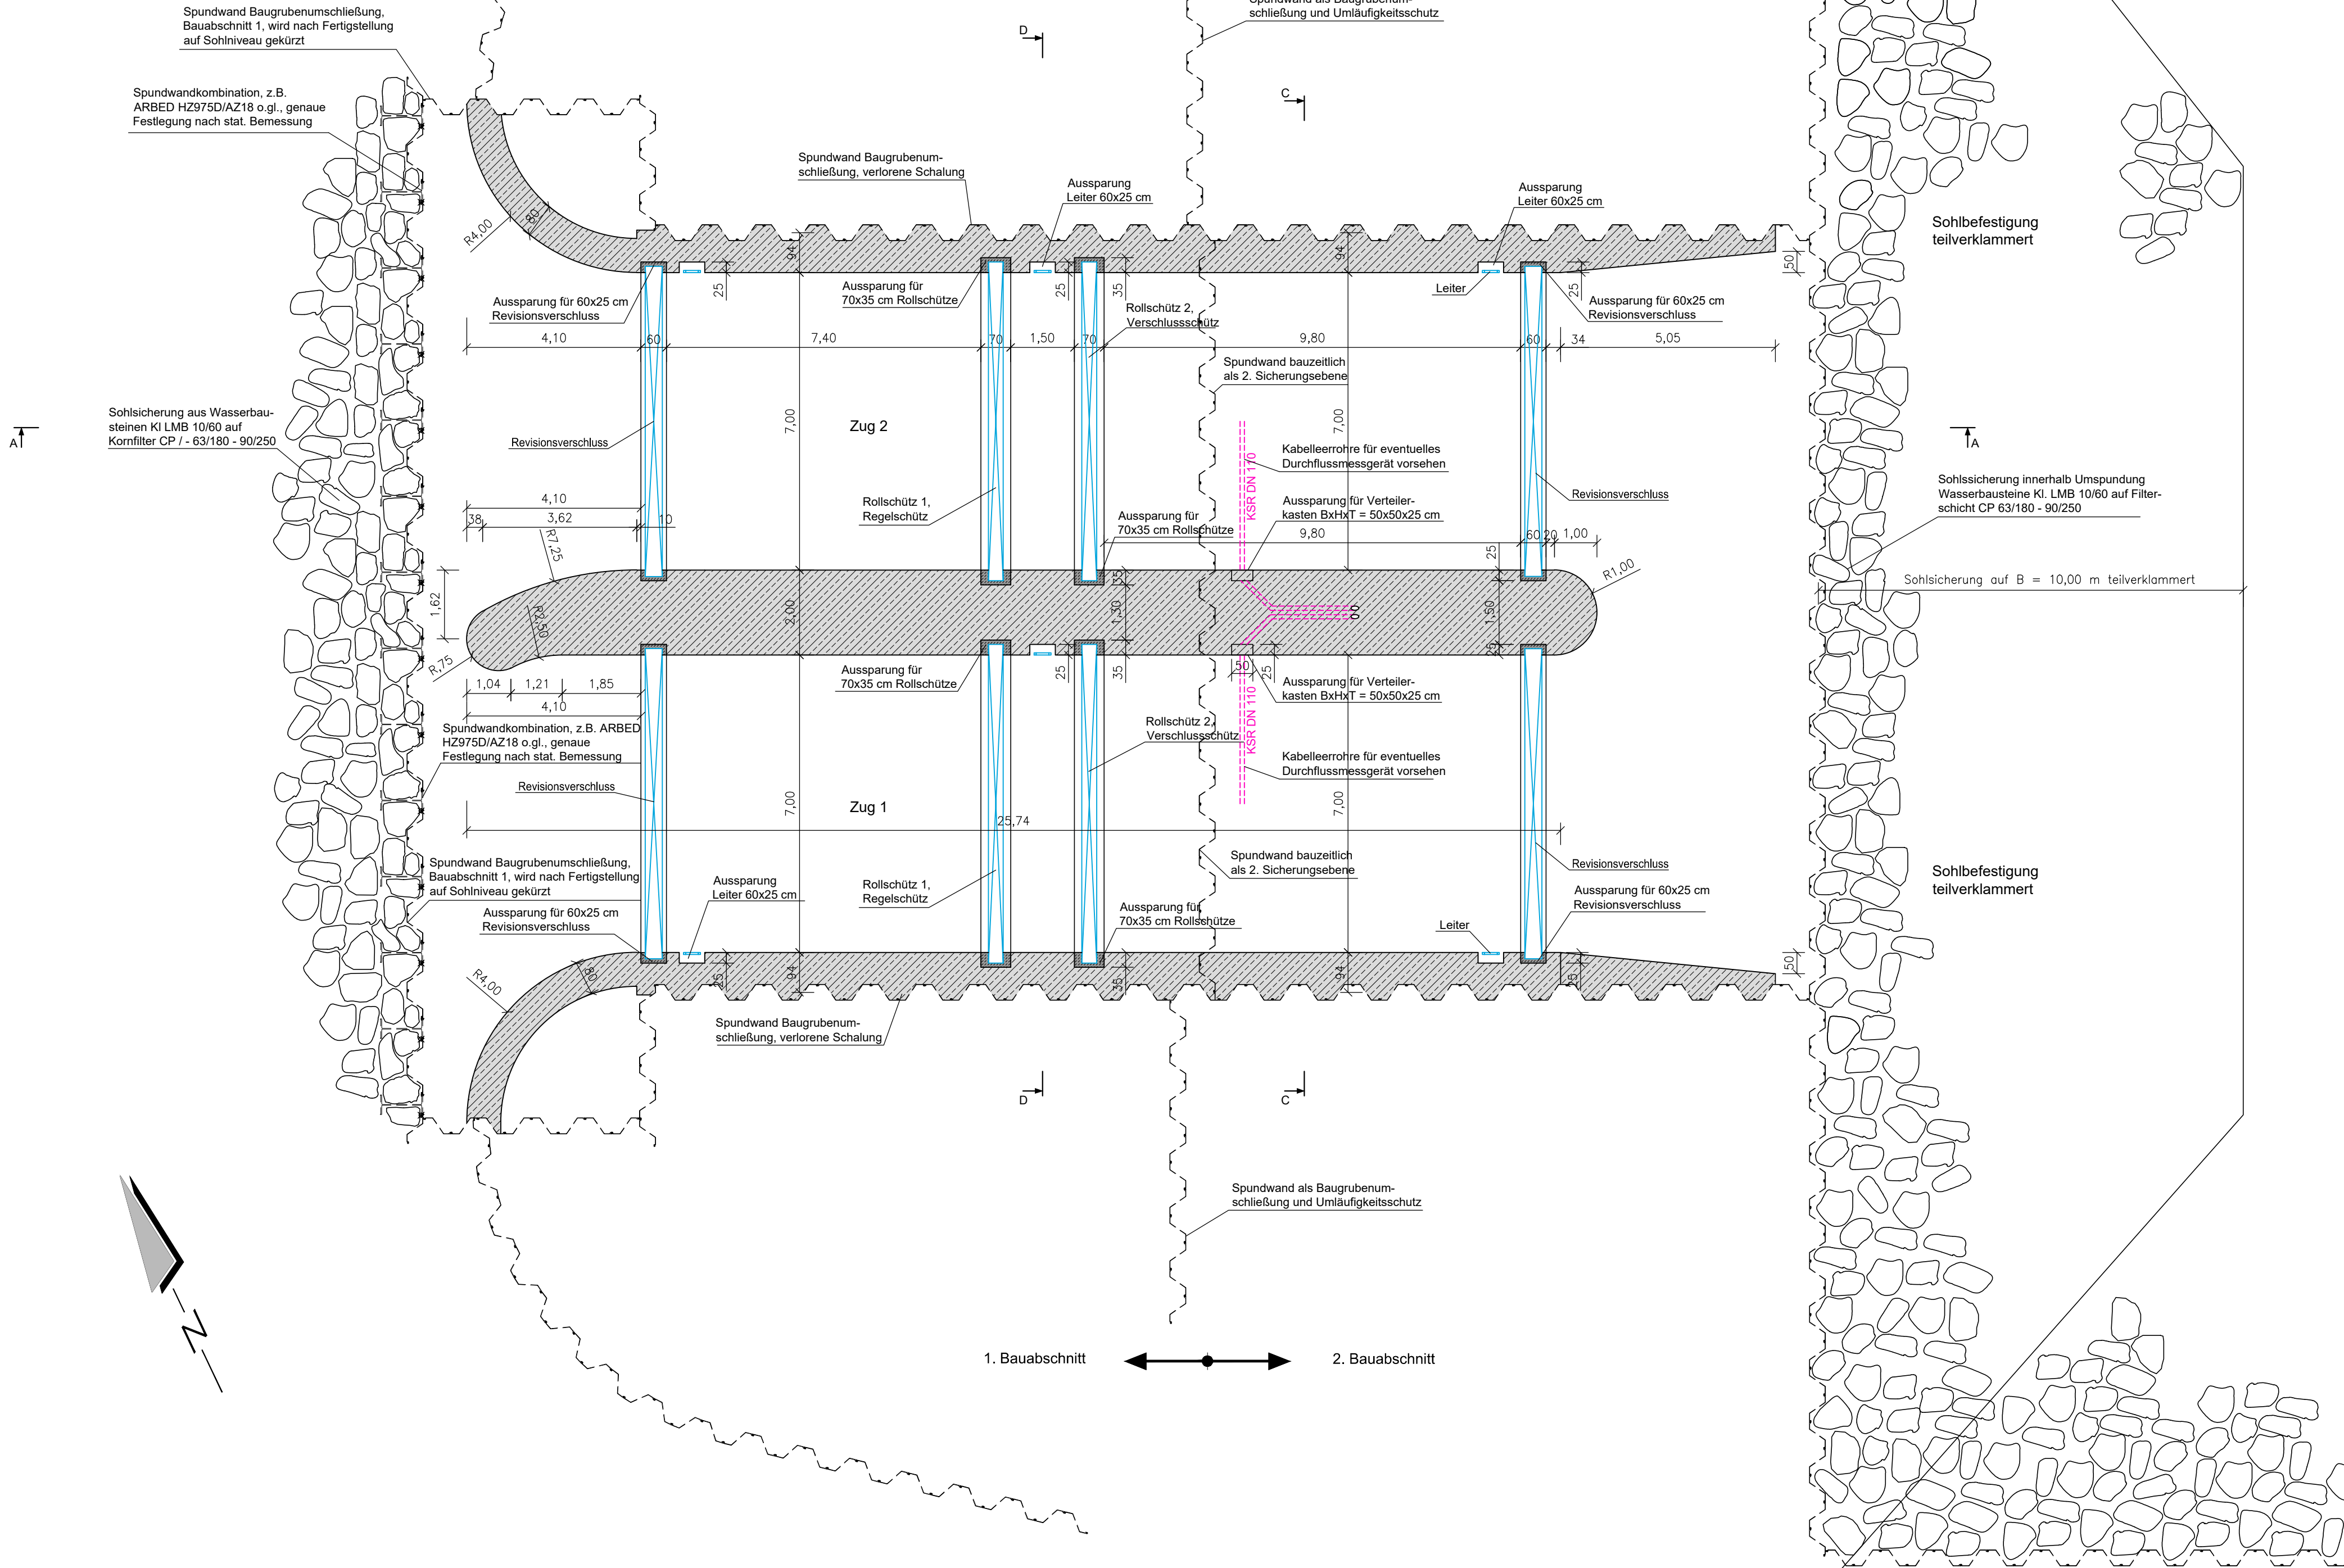 Spundwand Baugrubenumschließung,
Bauabschnitt 1, wird nach Fertigstellung
auf Sohlniveau gekürzt
Spundwand als Baugrubenum-
schließung und Umläufigkeitsschutz
D
C
Spundwandkombination, z.B.
ARBED HZ975D/AZ18 o.gl., genaue
Festlegung nach stat. Bemessung
Spundwand Baugrubenum-
schließung, verlorene Schalung
Aussparung
Leiter 60x25 cm
Aussparung
Leiter 60x25 cm
Sohlbefestigung
teilverklammert
R4,00
80
94
94
50
25
25
35
25
Aussparung für 60x25 cm
Revisionsverschluss
Aussparung für
70x35 cm Rollschütze
Rollschütz 2,
Verschlussschütz
Leiter
Aussparung für 60x25 cm
Revisionsverschluss
4,10
60
7,40
70
1,50
70
9,80
60
34
5,05
Spundwand bauzeitlich
als 2. Sicherungsebene
Sohlsicherung aus Wasserbau-
steinen Kl LMB 10/60 auf
Kornfilter CP / - 63/180 - 90/250
A
A
Revisionsverschluss
7,00
Zug 2
7,00
Kabelleerrohre für eventuelles
Durchflussmessgerät vorsehen
KSR DN 110
Rollschütz 1,
Regelschütz
Aussparung für Verteiler-
kasten BxHxT = 50x50x25 cm
Revisionsverschluss
Sohlssicherung innerhalb Umspundung
Wasserbausteine Kl. LMB 10/60 auf Filter-
schicht CP 63/180 - 90/250
4,10
38
3,62
10
Aussparung für
70x35 cm Rollschütze
9,80
60
20
1,00
R7,25
25
35
R1,00
Sohlsicherung auf B = 10,00 m teilverklammert
1,62
R2,50
2,00
1,30
1,50
R,75
25
35
25
50
25
Aussparung für
70x35 cm Rollschütze
Aussparung für Verteiler-
kasten BxHxT = 50x50x25 cm
1,04
1,21
1,85
4,10
KSR DN 110
Spundwandkombination, z.B. ARBED
HZ975D/AZ18 o.gl., genaue
Festlegung nach stat. Bemessung
Rollschütz 2,
Verschlussschütz
Kabelleerrohre für eventuelles
Durchflussmessgerät vorsehen
Revisionsverschluss
7,00
Zug 1
7,00
25,74
Spundwand Baugrubenumschließung,
Bauabschnitt 1, wird nach Fertigstellung
auf Sohlniveau gekürzt
Aussparung
Leiter 60x25 cm
Rollschütz 1,
Regelschütz
Spundwand bauzeitlich
als 2. Sicherungsebene
Revisionsverschluss
Sohlbefestigung
teilverklammert
Aussparung für 60x25 cm
Revisionsverschluss
Aussparung für 60x25 cm
Revisionsverschluss
Aussparung für
70x35 cm Rollschütze
Leiter
R4,00
80
25
94
35
94
25
50
Spundwand Baugrubenum-
schließung, verlorene Schalung
D
C
Spundwand als Baugrubenum-
schließung und Umläufigkeitsschutz
N
1. Bauabschnitt
2. Bauabschnitt